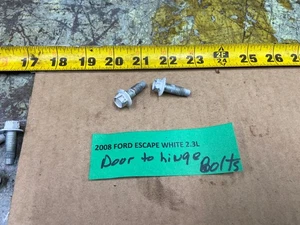 17 18 19 20 21 22 23 24 25 26 27
2008 FORD ESCAPE WHITE 2.3L
Door to hinge Bolts